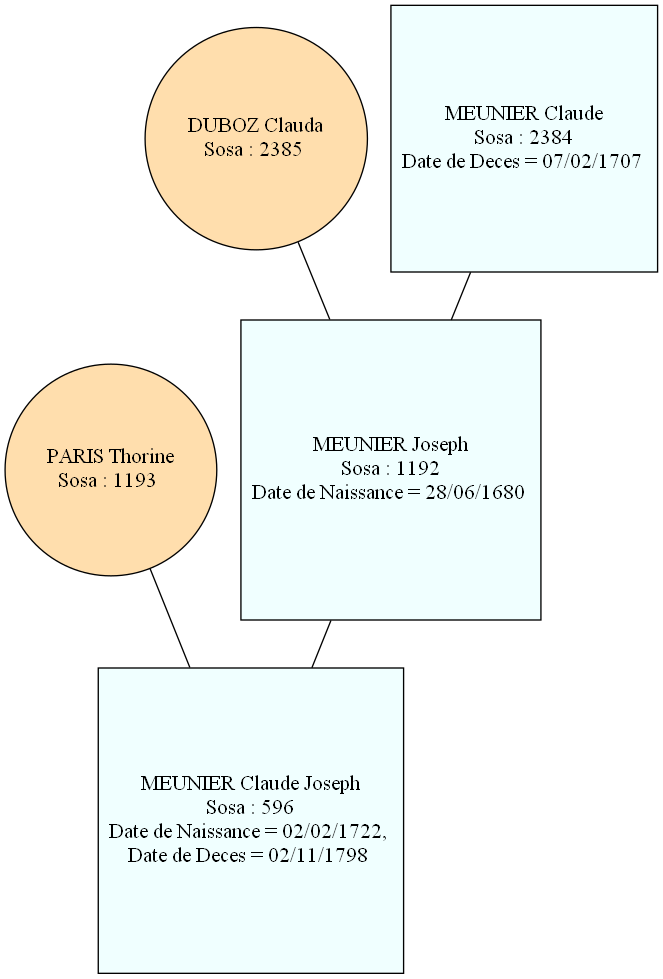 DUBOZ Clauda
Sosa : 2385
MEUNIER Claude
Sosa : 2384
Date de Deces = 07/02/1707
PARIS Thorine
Sosa : 1193
MEUNIER Joseph
Sosa : 1192
Date de Naissance = 28/06/1680
MEUNIER Claude Joseph
Sosa : 596
Date de Naissance = 02/02/1722,
Date de Deces = 02/11/1798